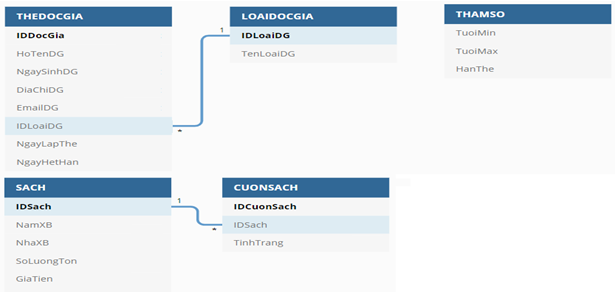 THEDOCGIA
IDDocGia
HoTenDG
NgaySinhDG
DiaChiDG
EmailDG
IDLoaiDG
NgayLapThe
NgayHetHan
1
*
LOAIDOCGIA
IDLoaiDG
TenLoaiDG
THAMSO
TuoiMin
TuoiMax
HanThe
SACH
IDSach
NamXB
NhaXB
SoLuongTon
GiaTien
1
*
CUONSACH
IDCuonSach
IDSach
TinhTrang